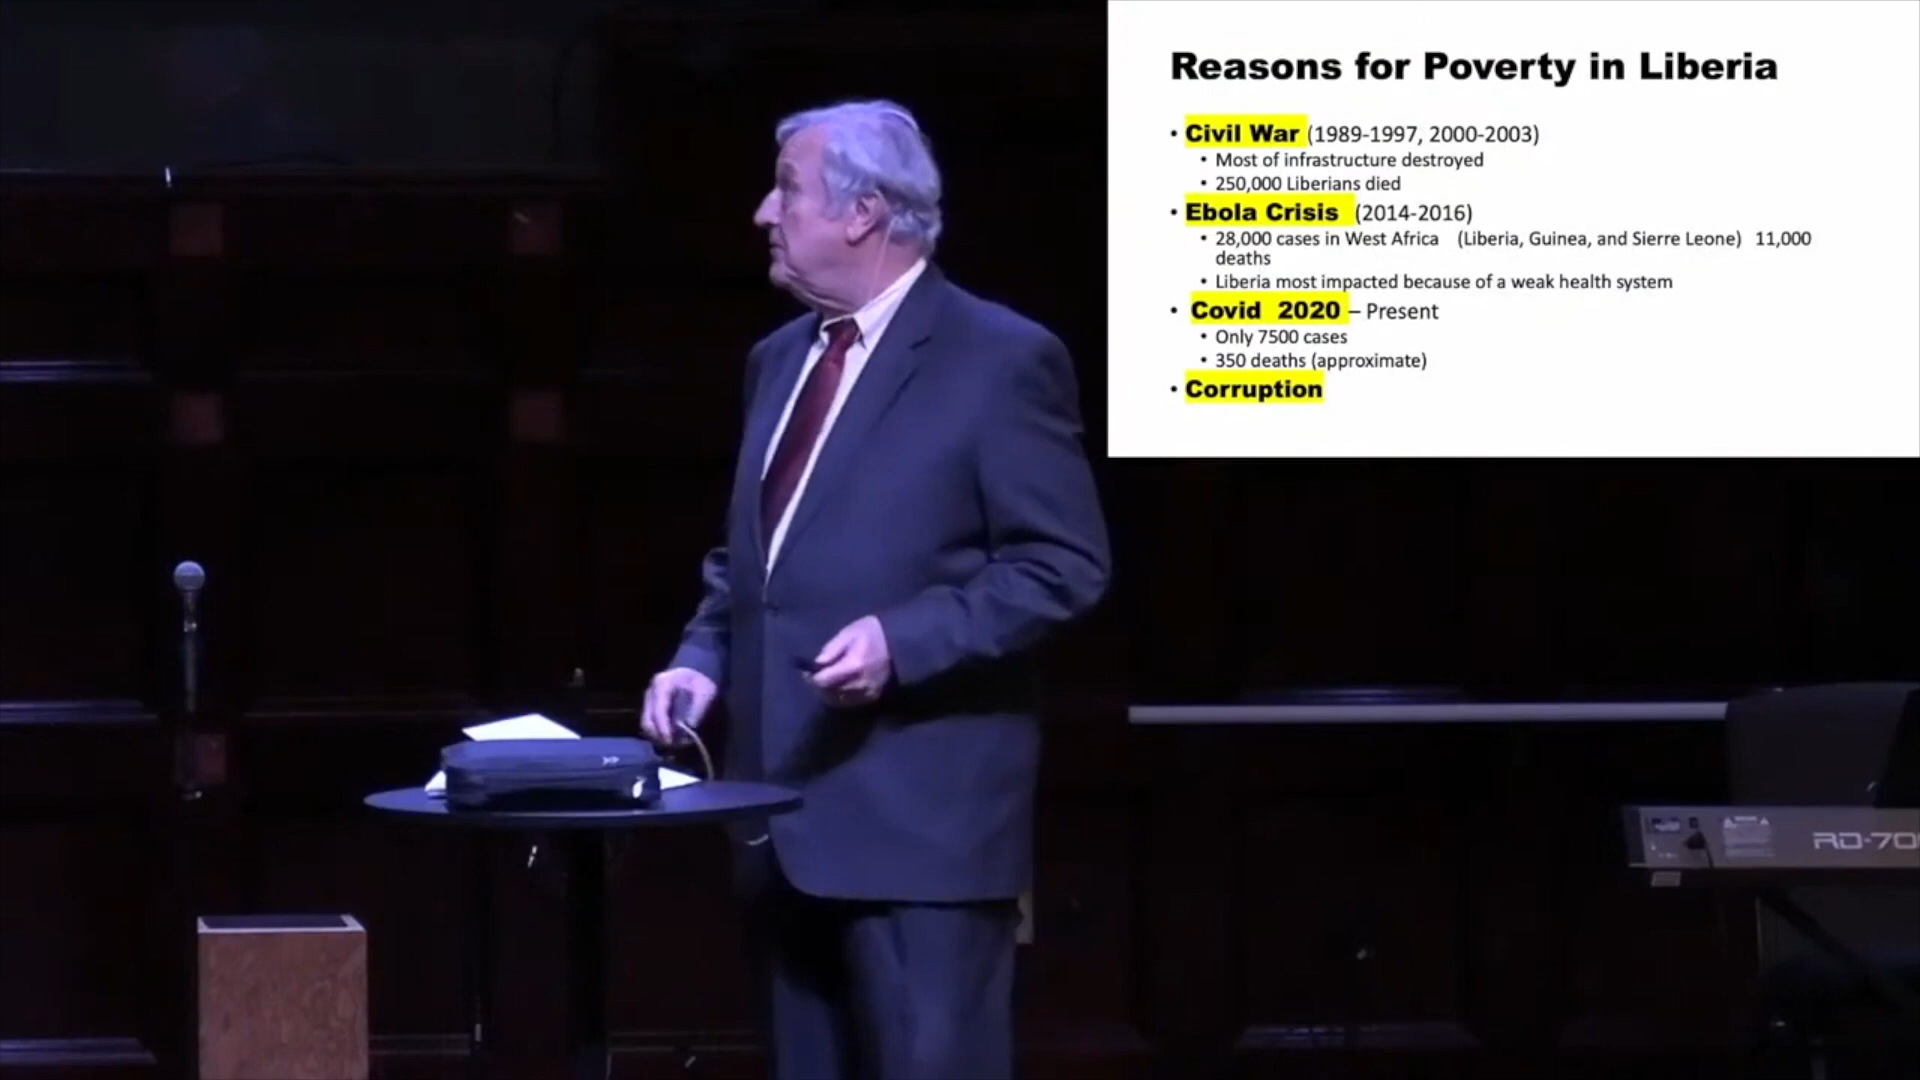 Reasons for Poverty in Liberia
• Civil War (1989-1997, 2000-2003)
• Most of infrastructure destroyed
• 250,000 Liberians died
• Ebola Crisis (2014-2016)
• 28,000 cases in West Africa (Liberia, Guinea, and Sierre Leone) 11,000
deaths
• Liberia most impacted because of a weak health system
• Covid 2020 – Present
• Only 7500 cases
• 350 deaths (approximate)
• Corruption
RD-70